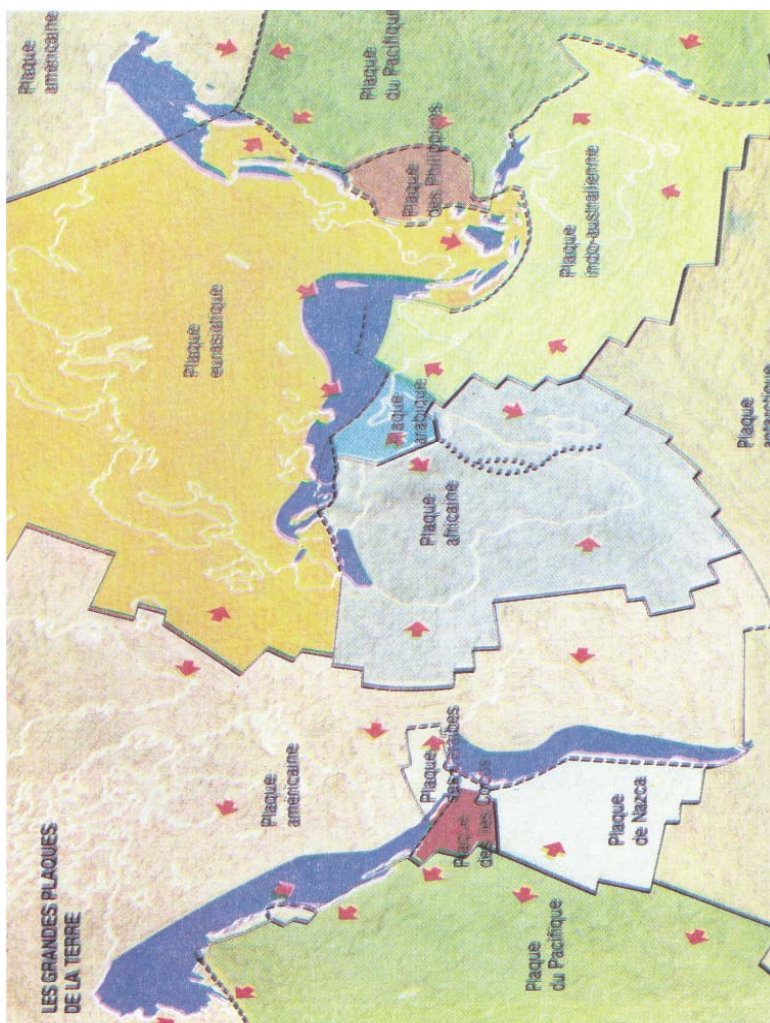 LES GRANDES PLAQUES
DE LA TERRE
Plaque
américaine
Plaque
du Pacifique
Plaque
des Caraïbes
Plaque
des Iles Cocos
Plaque
de Nazca
Plaque
africaine
Plaque
arabique
Plaque
eurasiatique
Plaque
indo-australienne
Plaque
antarctique
Plaque
des Philippines
Plaque
du Pacifique
Plaque
américaine